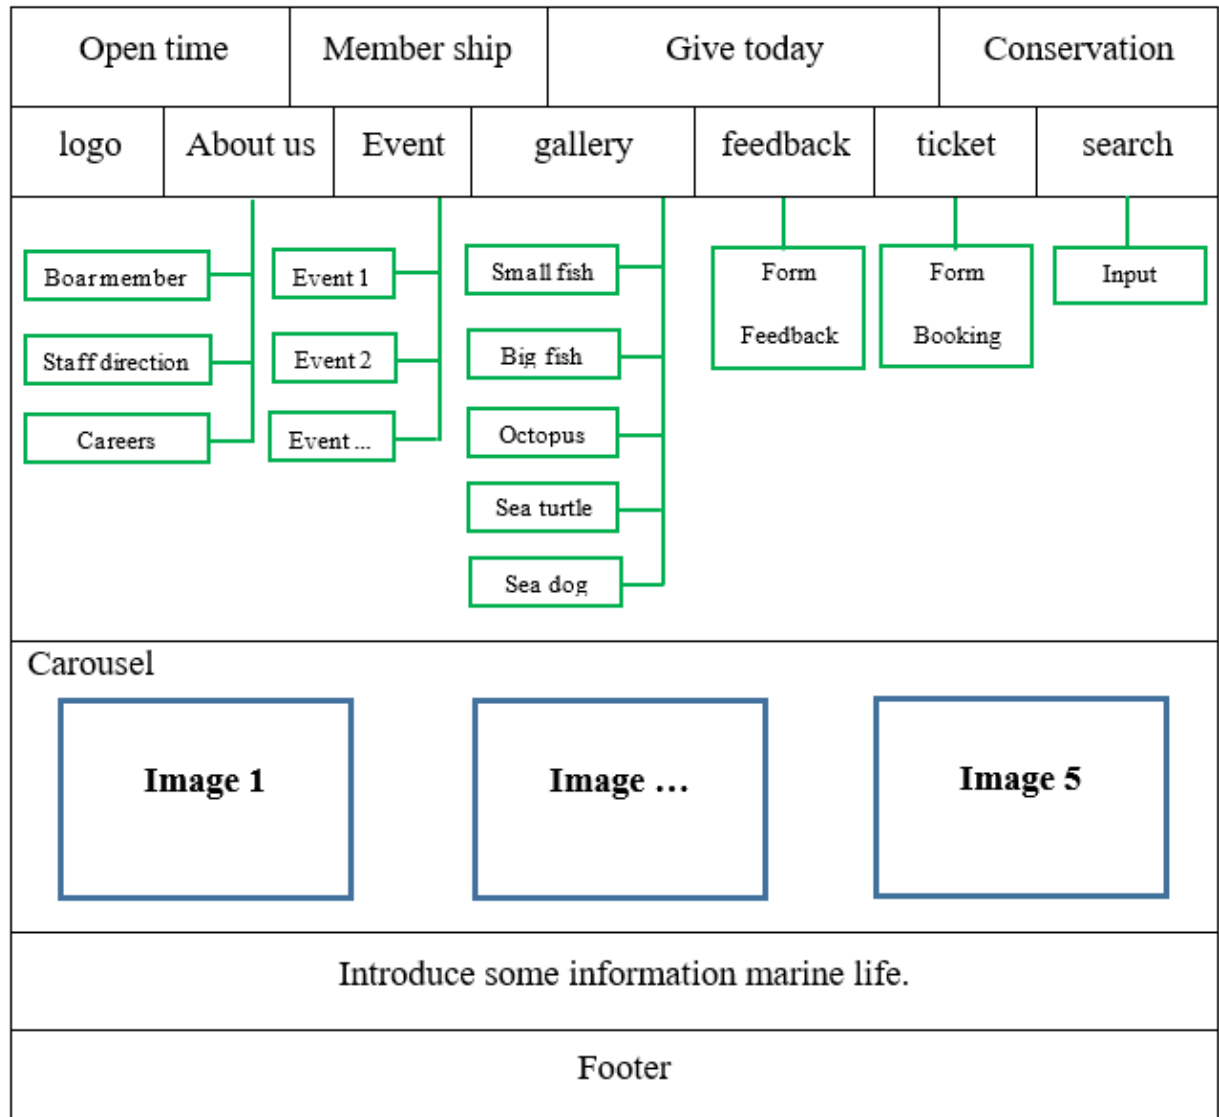 Open time
Member ship
Give today
Conservation
logo
About us
Event
gallery
feedback
ticket
search
Boar member
Staff direction
Careers
Event 1
Event 2
Event ...
Small fish
Big fish
Octopus
Sea turtle
Sea dog
Form
Feedback
Form
Booking
Input
Carousel
Image 1
Image …
Image 5
Introduce some information marine life.
Footer